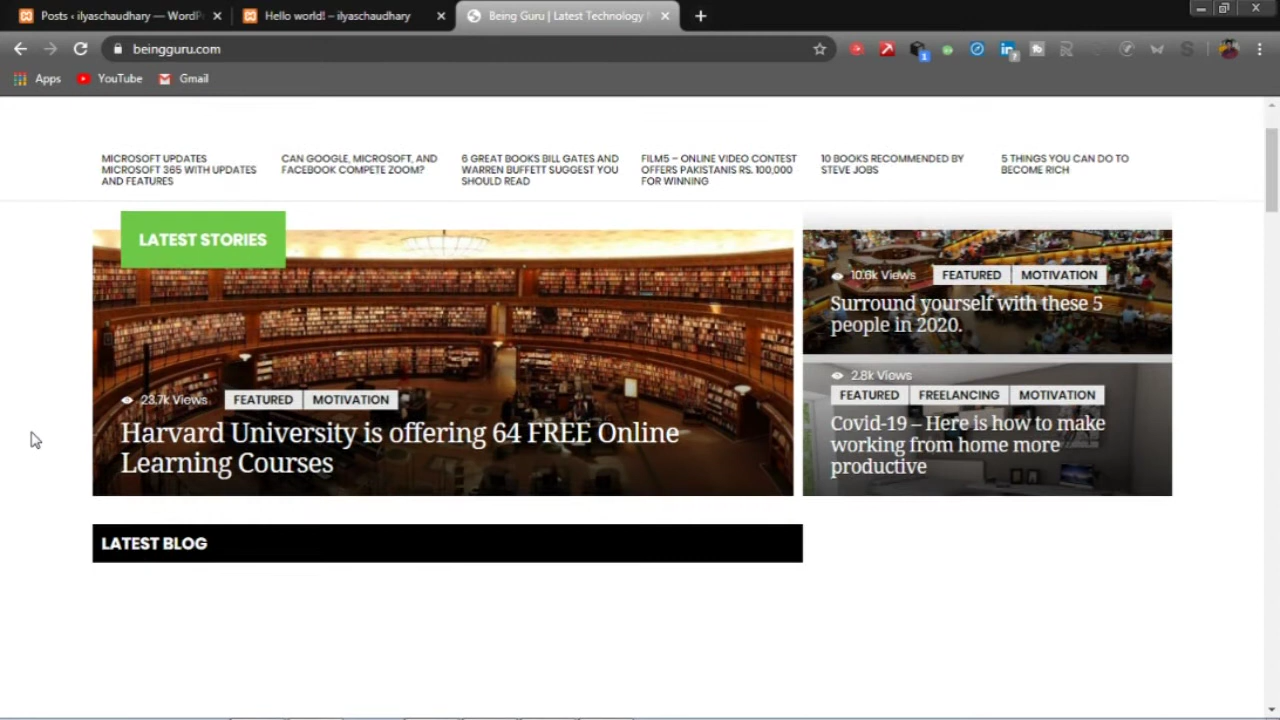 Posts ‹ ilyaschaudhary — WordPr
Hello world! – ilyaschaudhary
Being Guru | Latest Technology
beingguru.com
Apps
YouTube
Gmail
MICROSOFT UPDATES
MICROSOFT 365 WITH UPDATES
AND FEATURES
CAN GOOGLE, MICROSOFT, AND
FACEBOOK COMPETE ZOOM?
6 GREAT BOOKS BILL GATES AND
WARREN BUFFETT SUGGEST YOU
SHOULD READ
FILM5 – ONLINE VIDEO CONTEST
OFFERS PAKISTANIS RS. 100,000
FOR WINNING
10 BOOKS RECOMMENDED BY
STEVE JOBS
5 THINGS YOU CAN DO TO
BECOME RICH
LATEST STORIES
23.7k Views FEATURED MOTIVATION
Harvard University is offering 64 FREE Online
Learning Courses
10.6k Views FEATURED MOTIVATION
Surround yourself with these 5
people in 2020.
2.8k Views
FEATURED FREELANCING MOTIVATION
Covid-19 – Here is how to make
working from home more
productive
LATEST BLOG